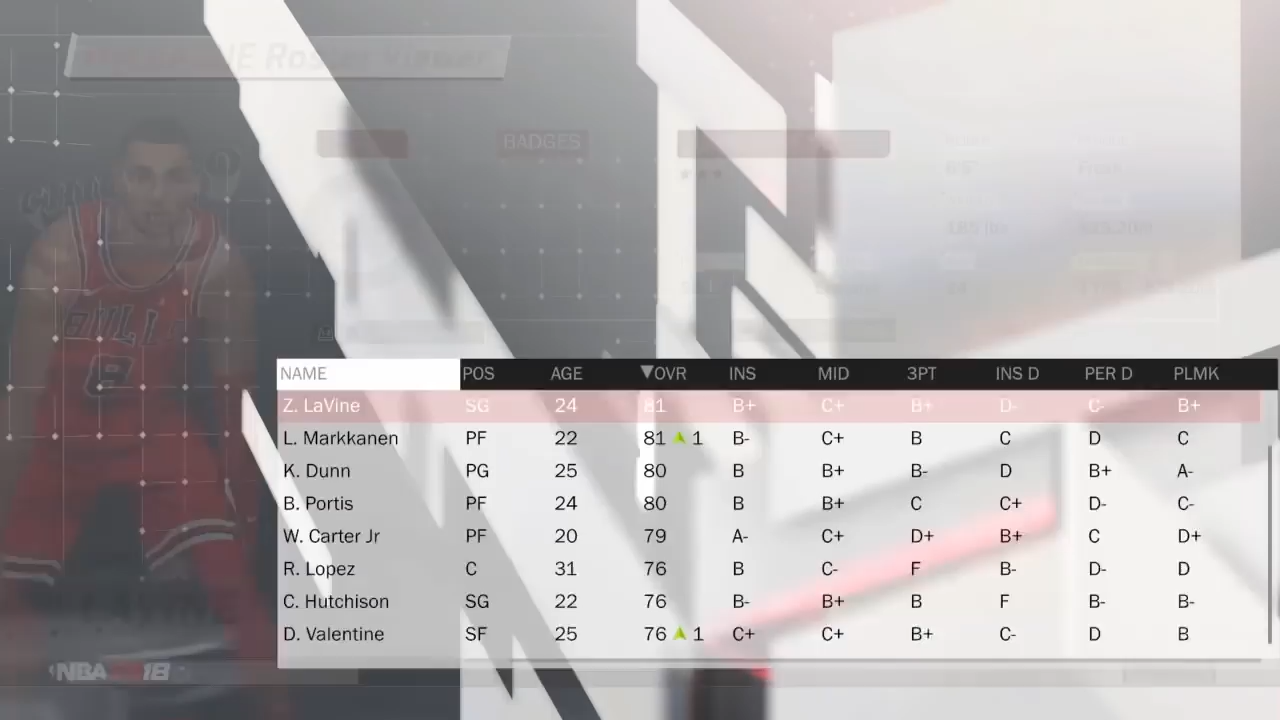 BADGES
NAME POS AGE ▼OVR INS MID 3PT INS D PER D PLMK
Z. LaVine SG 24 81 B+ C+ B+ D- C- B+
L. Markkanen PF 22 81 ▲ 1 B- C+ B C D C
K. Dunn PG 25 80 B B+ B- D B+ A-
B. Portis PF 24 80 B B+ C C+ D- C-
W. Carter Jr PF 20 79 A- C+ D+ B+ C D+
R. Lopez C 31 76 B C- F B- D- D
C. Hutchison SG 22 76 B- B+ B F B- B-
D. Valentine SF 25 76 ▲ 1 C+ C+ B+ C- D B
BULLS
8
NBA 2K18